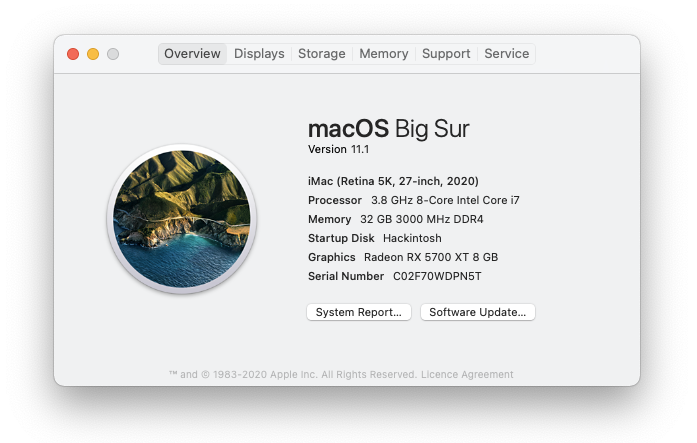 Overview Displays Storage Memory Support Service
macOS Big Sur
Version 11.1
iMac (Retina 5K, 27-inch, 2020)
Processor 3.8 GHz 8-Core Intel Core i7
Memory 32 GB 3000 MHz DDR4
Startup Disk Hackintosh
Graphics Radeon RX 5700 XT 8 GB
Serial Number C02F70WDPN5T
System Report... Software Update...
™ and © 1983-2020 Apple Inc. All Rights Reserved. Licence Agreement